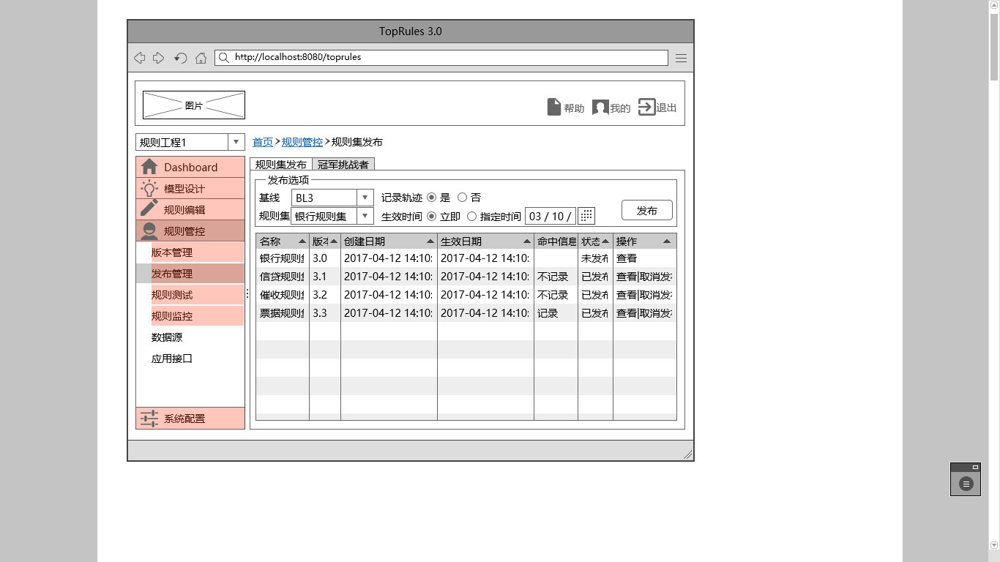 TopRules 3.0
http://localhost:8080/toprules
图片
帮助 我的 退出
规则工程1
首页 > 规则管控 > 规则集发布
Dashboard
模型设计
规则编辑
规则管控
版本管理
发布管理
规则测试
规则监控
数据源
应用接口
系统配置
规则集发布 冠军挑战者
发布选项
基线 BL3 记录轨迹 是 否
规则集 银行规则集 生效时间 立即 指定时间 03 / 10 /
发布
名称 版本 创建日期 生效日期 命中信息 状态 操作
银行规则集 3.0 2017-04-12 14:10: 2017-04-12 14:10: 未发布 查看
信贷规则集 3.1 2017-04-12 14:10: 2017-04-12 14:10: 不记录 已发布 查看|取消发布
催收规则集 3.2 2017-04-12 14:10: 2017-04-12 14:10: 不记录 已发布 查看|取消发布
票据规则集 3.3 2017-04-12 14:10: 2017-04-12 14:10: 记录 已发布 查看|取消发布